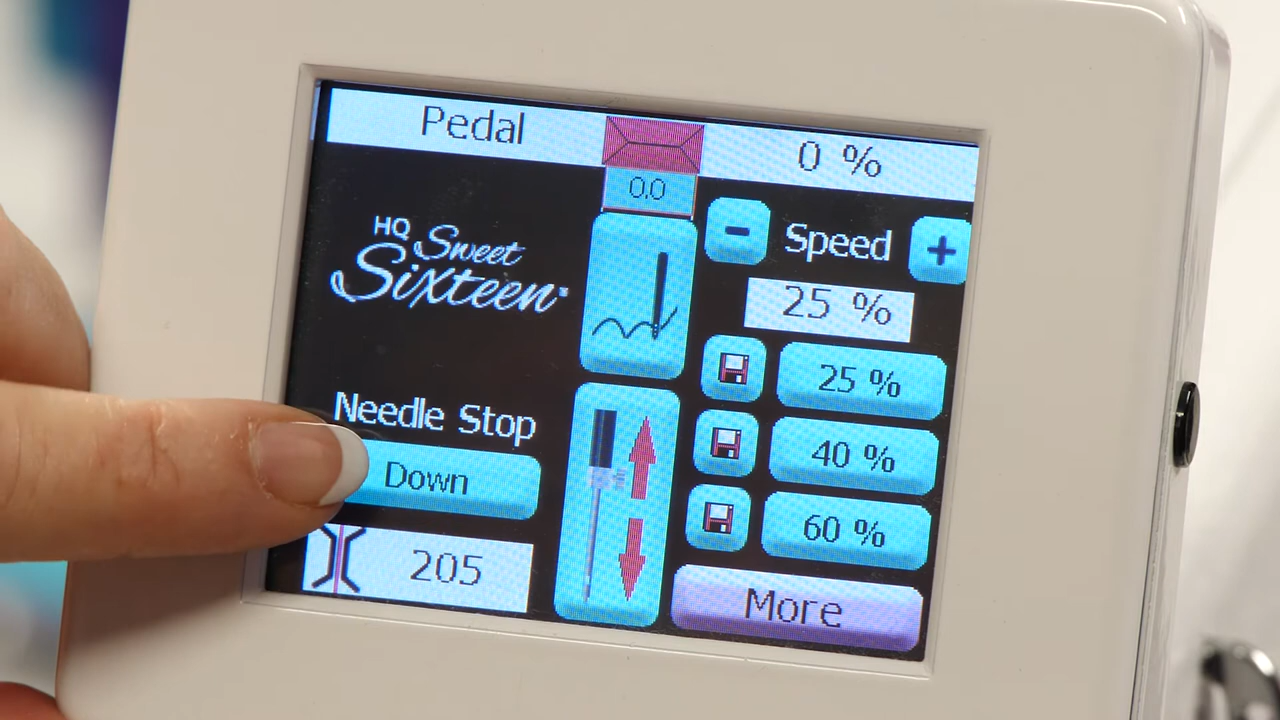 Pedal
0 %
0.0
HQ Sweet
Sixteen
- Speed +
25 %
25 %
40 %
60 %
Needle Stop
Down
205
More